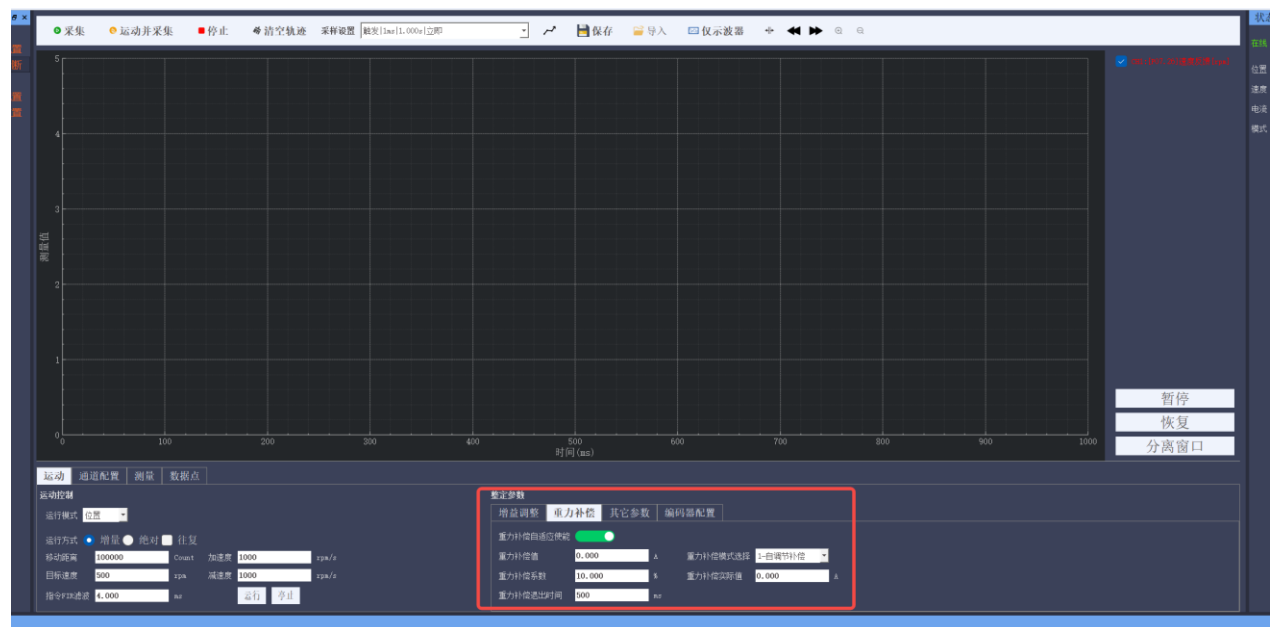 状态
采集 运动并采集 停止 清空轨迹 采样设置 触发|1ms|1.000s|立即 保存 导入 仅示波器
在线
置
断
位置
速度
置
置
电流
模式
5
4
3
测量值
2
1
0
0 100 200 300 400 500 600 700 800 900 1000
时间(ms)
暂停
恢复
分离窗口
运动 通道配置 测量 数据点
运动控制
运行模式 位置
运行方式 增量 绝对 往复
移动距离 100000 Count 加速度 1000 rpm/s
目标速度 500 rpm 减速度 1000 rpm/s
指令FIR滤波 4.000 ms 运行 停止
整定参数
增益调整 重力补偿 其它参数 编码器配置
重力补偿自适应使能
重力补偿值 0.000 A 重力补偿模式选择 1-自调节补偿
重力补偿系数 10.000 % 重力补偿实际值 0.000 A
重力补偿退出时间 500 ms